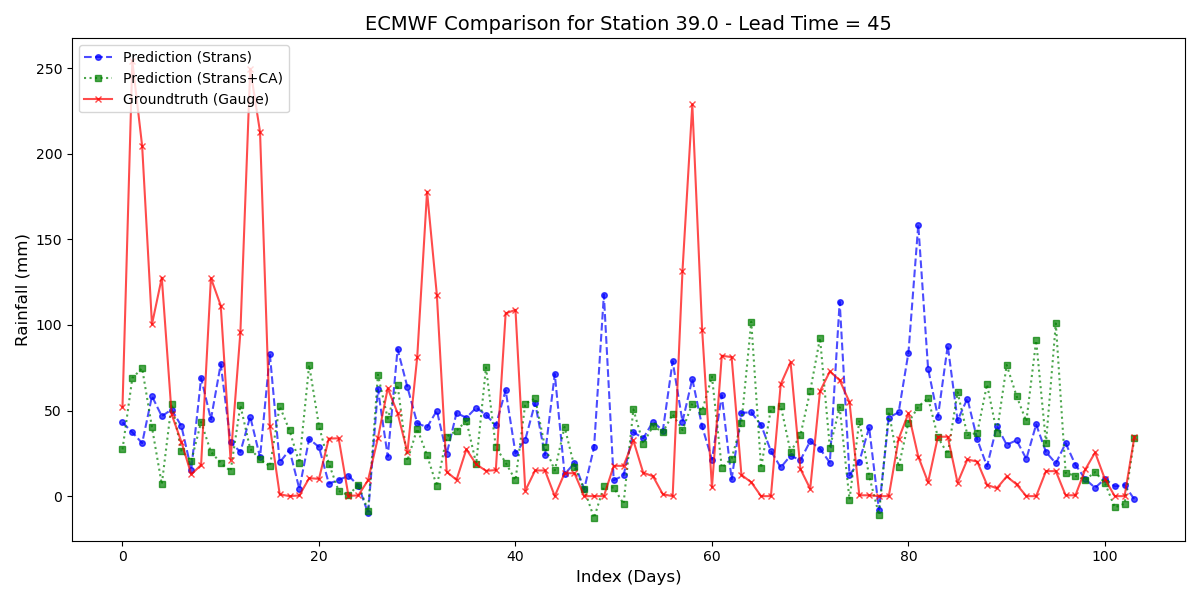 ECMWF Comparison for Station 39.0 - Lead Time = 45
Prediction (Strans)
Prediction (Strans+CA)
Groundtruth (Gauge)
Rainfall (mm)
250
200
150
100
50
0
0
20
40
60
80
100
Index (Days)